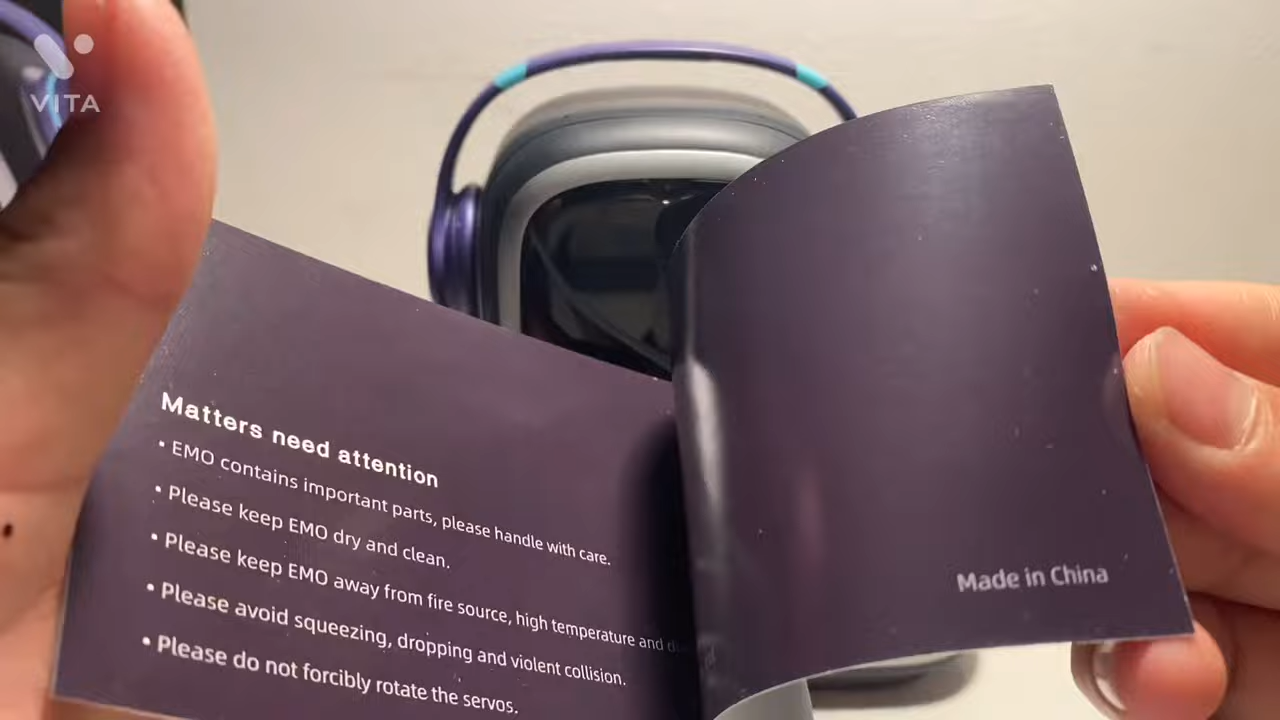 VITA
Matters need attention
• EMO contains important parts, please handle with care.
• Please keep EMO dry and clean.
• Please keep EMO away from fire source, high temperature and
• Please avoid squeezing, dropping and violent collision.
• Please do not forcibly rotate the servos.
Made in China